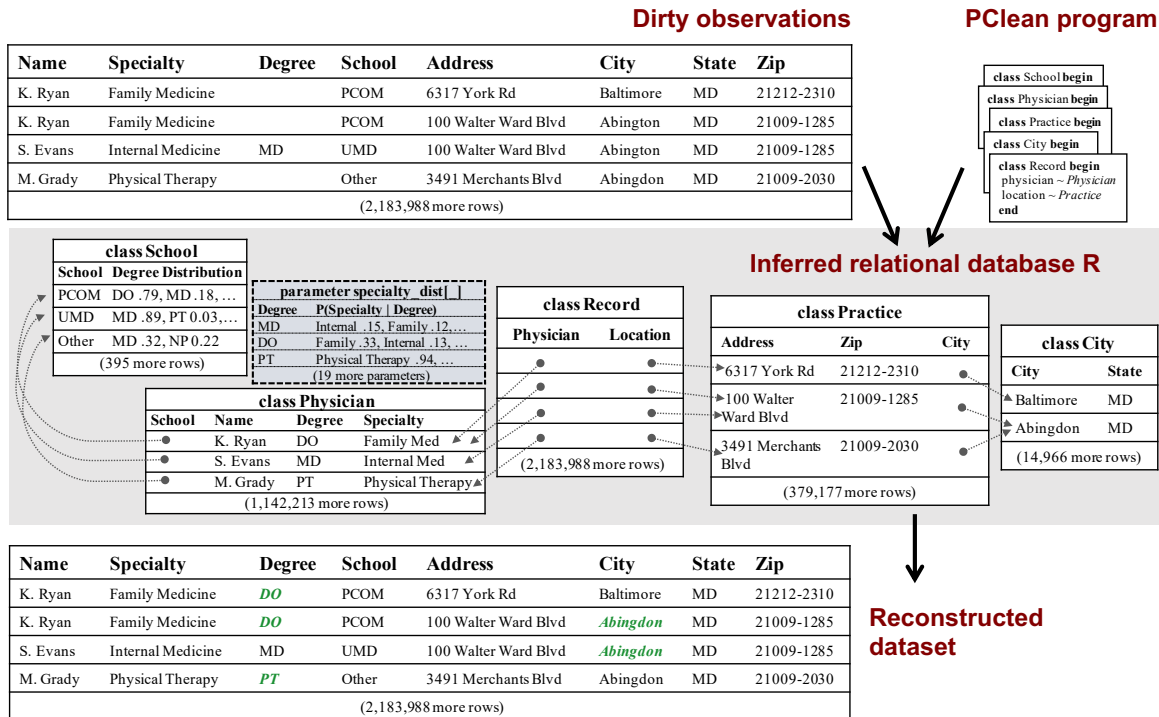 Dirty observations
PClean program
Name Specialty Degree School Address City State Zip
K. Ryan Family Medicine PCOM 6317 York Rd Baltimore MD 21212-2310
K. Ryan Family Medicine PCOM 100 Walter Ward Blvd Abington MD 21009-1285
S. Evans Internal Medicine MD UMD 100 Walter Ward Blvd Abington MD 21009-1285
M. Grady Physical Therapy Other 3491 Merchants Blvd Abingdon MD 21009-2030
(2,183,988 more rows)
class School begin
class Physician begin
class Practice begin
class City begin
class Record begin
physician ~ Physician
location ~ Practice
end
Inferred relational database R
class School
School Degree Distribution
PCOM DO .79, MD .18, …
UMD MD .89, PT 0.03,…
Other MD .32, NP 0.22
(395 more rows)
parameter specialty_dist[_]
Degree P(Specialty | Degree)
MD Internal .15, Family .12,…
DO Family .33, Internal .13, …
PT Physical Therapy .94, …
(19 more parameters)
class Physician
School Name Degree Specialty
K. Ryan DO Family Med
S. Evans MD Internal Med
M. Grady PT Physical Therapy
(1,142,213 more rows)
class Record
Physician Location
(2,183,988 more rows)
class Practice
Address Zip City
6317 York Rd 21212-2310
100 Walter 21009-1285
Ward Blvd
3491 Merchants 21009-2030
Blvd
(379,177 more rows)
class City
City State
Baltimore MD
Abingdon MD
(14,966 more rows)
Name Specialty Degree School Address City State Zip
K. Ryan Family Medicine DO PCOM 6317 York Rd Baltimore MD 21212-2310
K. Ryan Family Medicine DO PCOM 100 Walter Ward Blvd Abingdon MD 21009-1285
S. Evans Internal Medicine MD UMD 100 Walter Ward Blvd Abingdon MD 21009-1285
M. Grady Physical Therapy PT Other 3491 Merchants Blvd Abingdon MD 21009-2030
(2,183,988 more rows)
Reconstructed
dataset